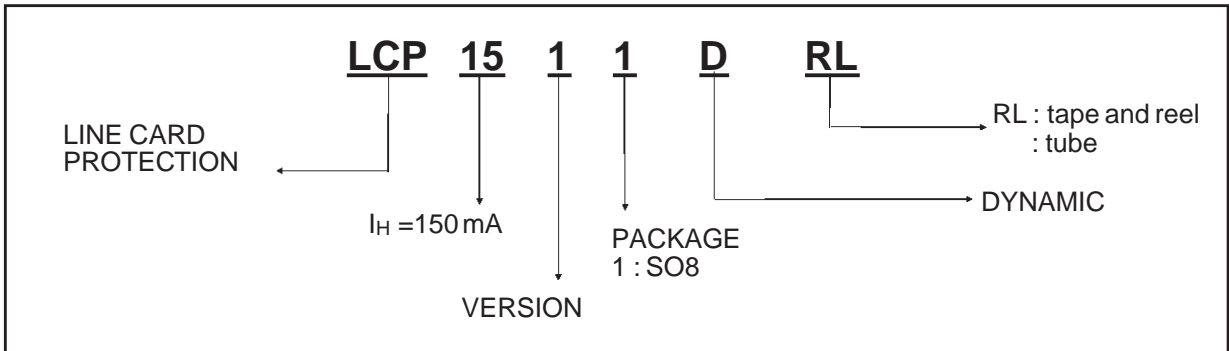 LCP 15 1 1 D RL
RL : tape and reel
: tube
LINE CARD
PROTECTION
DYNAMIC
IH =150 mA
PACKAGE
1 : SO8
VERSION